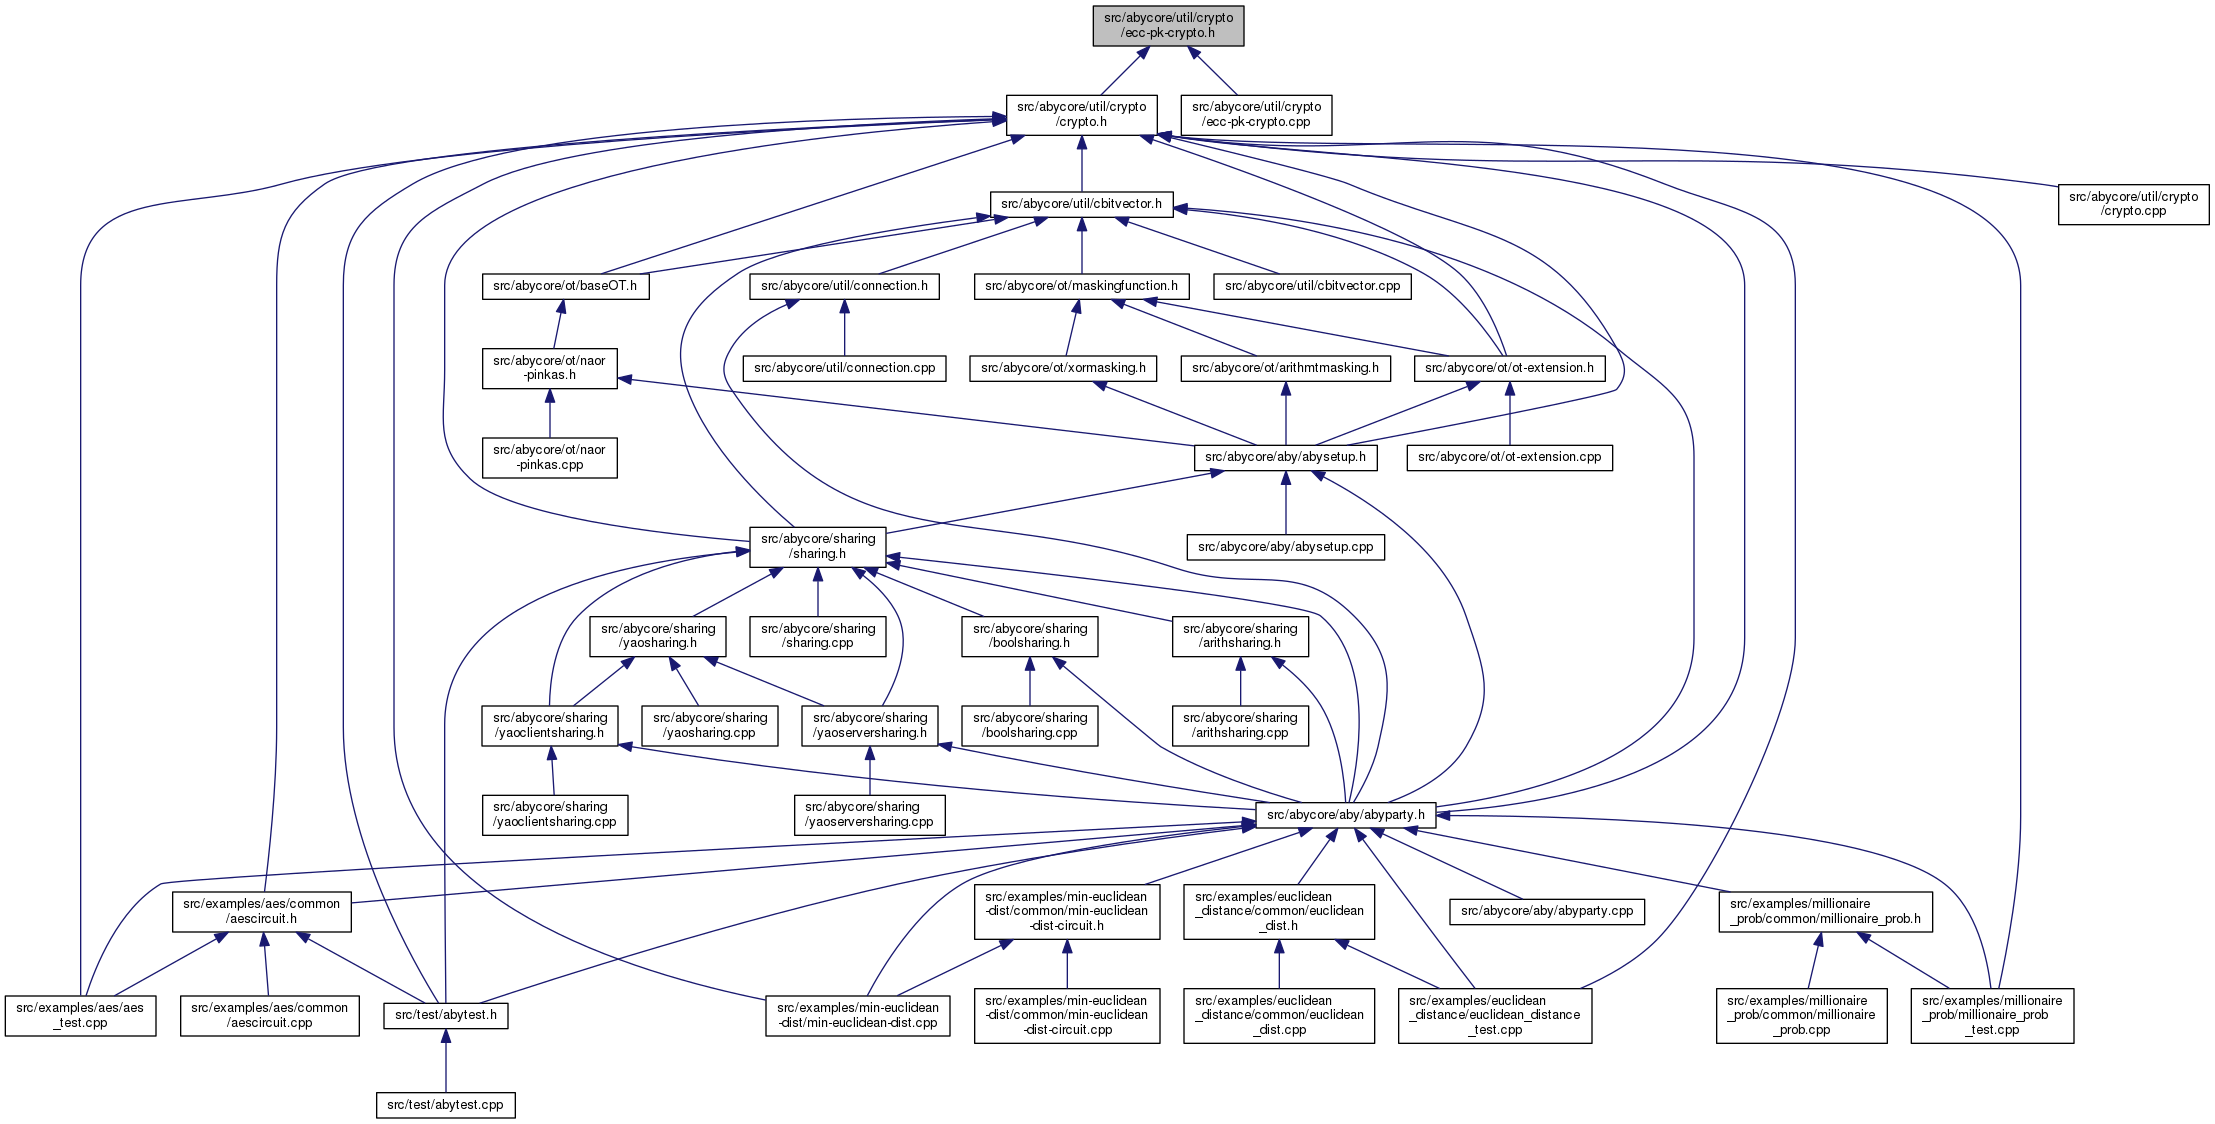 src/abycore/util/crypto
/ecc-pk-crypto.h
src/abycore/util/crypto
/crypto.h
src/abycore/util/crypto
/ecc-pk-crypto.cpp
src/abycore/util/cbitvector.h
src/abycore/util/crypto
/crypto.cpp
src/abycore/ot/baseOT.h
src/abycore/util/connection.h
src/abycore/ot/maskingfunction.h
src/abycore/util/cbitvector.cpp
src/abycore/ot/naor
-pinkas.h
src/abycore/util/connection.cpp
src/abycore/ot/xormasking.h
src/abycore/ot/arithmtmasking.h
src/abycore/ot/ot-extension.h
src/abycore/ot/naor
-pinkas.cpp
src/abycore/aby/abysetup.h
src/abycore/ot/ot-extension.cpp
src/abycore/sharing
/sharing.h
src/abycore/aby/abysetup.cpp
src/abycore/sharing
/yaosharing.h
src/abycore/sharing
/sharing.cpp
src/abycore/sharing
/boolsharing.h
src/abycore/sharing
/arithsharing.h
src/abycore/sharing
/yaoclientsharing.h
src/abycore/sharing
/yaosharing.cpp
src/abycore/sharing
/yaoserversharing.h
src/abycore/sharing
/boolsharing.cpp
src/abycore/sharing
/arithsharing.cpp
src/abycore/sharing
/yaoclientsharing.cpp
src/abycore/sharing
/yaoserversharing.cpp
src/abycore/aby/abyparty.h
src/examples/aes/common
/aescircuit.h
src/examples/min-euclidean
-dist/common/min-euclidean
-dist-circuit.h
src/examples/euclidean
_distance/common/euclidean
_dist.h
src/abycore/aby/abyparty.cpp
src/examples/millionaire
_prob/common/millionaire_prob.h
src/examples/aes/aes
_test.cpp
src/examples/aes/common
/aescircuit.cpp
src/test/abytest.h
src/examples/min-euclidean
-dist/min-euclidean-dist.cpp
src/examples/min-euclidean
-dist/common/min-euclidean
-dist-circuit.cpp
src/examples/euclidean
_distance/common/euclidean
_dist.cpp
src/examples/euclidean
_distance/euclidean_distance
_test.cpp
src/examples/millionaire
_prob/common/millionaire
_prob.cpp
src/examples/millionaire
_prob/millionaire_prob
_test.cpp
src/test/abytest.cpp